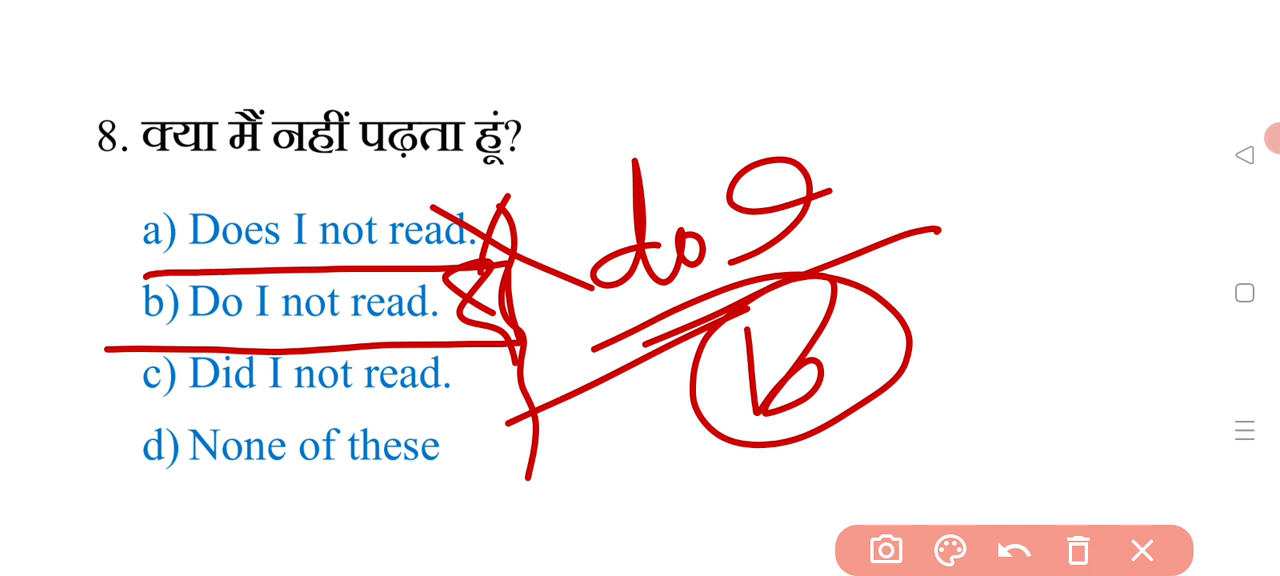 8. क्या मैं नहीं पढ़ता हूं?
a) Does I not read.
do
b) Do I not read.
B
c) Did I not read.
d) None of these